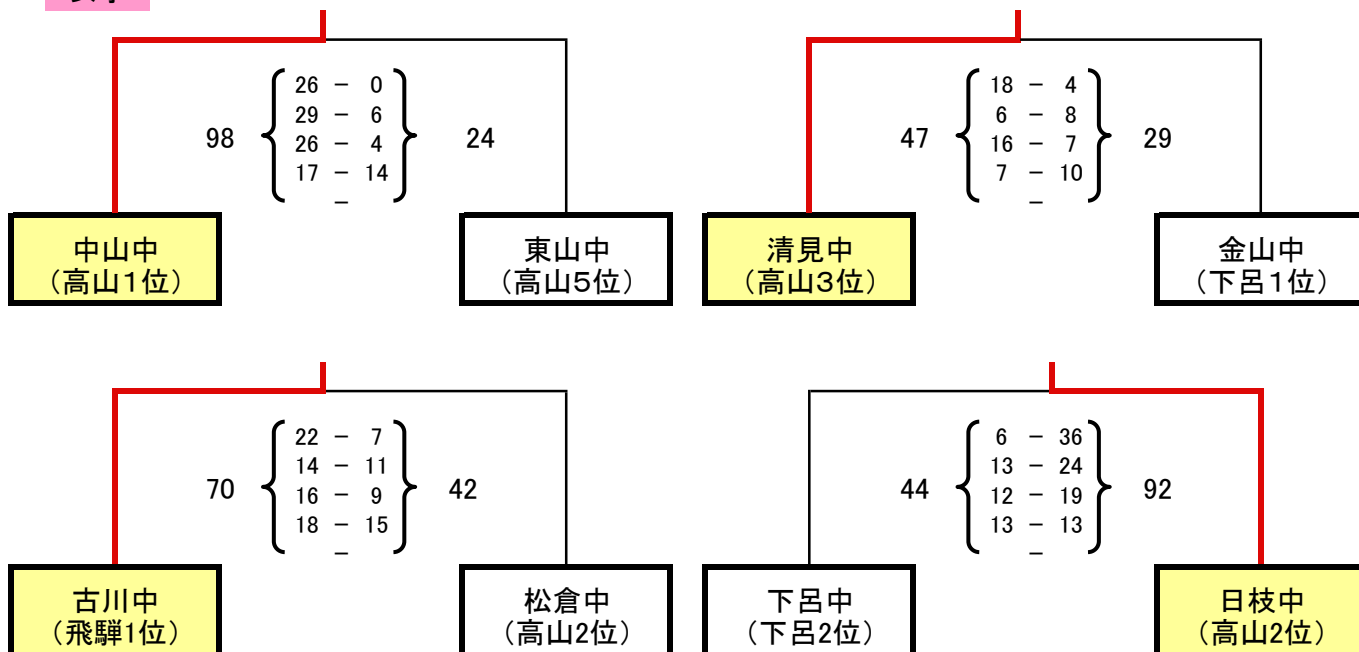 26 － 0
29 － 6
98 26 － 4 24
17 － 14
－
中山中
（高山１位）
東山中
（高山５位）
18 － 4
6 － 8
47 16 － 7 29
7 － 10
－
清見中
（高山３位）
金山中
（下呂１位）
22 － 7
14 － 11
70 16 － 9 42
18 － 15
－
古川中
（飛騨1位）
松倉中
（高山2位）
6 － 36
13 － 24
44 12 － 19 92
13 － 13
－
下呂中
（下呂2位）
日枝中
（高山2位）